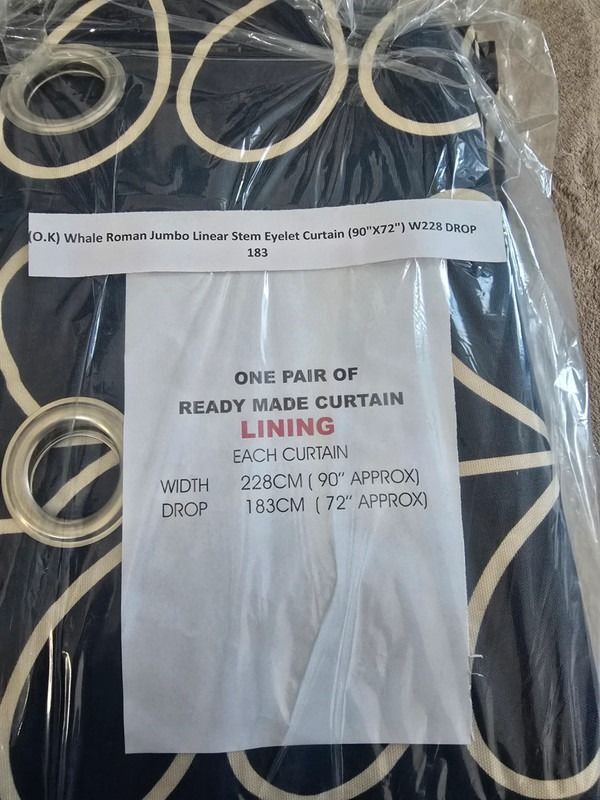 (O.K) Whale Roman Jumbo Linear Stem Eyelet Curtain (90"X72") W228 DROP
183
ONE PAIR OF
READY MADE CURTAIN
LINING
EACH CURTAIN
WIDTH 228CM ( 90" APPROX)
DROP 183CM ( 72" APPROX)